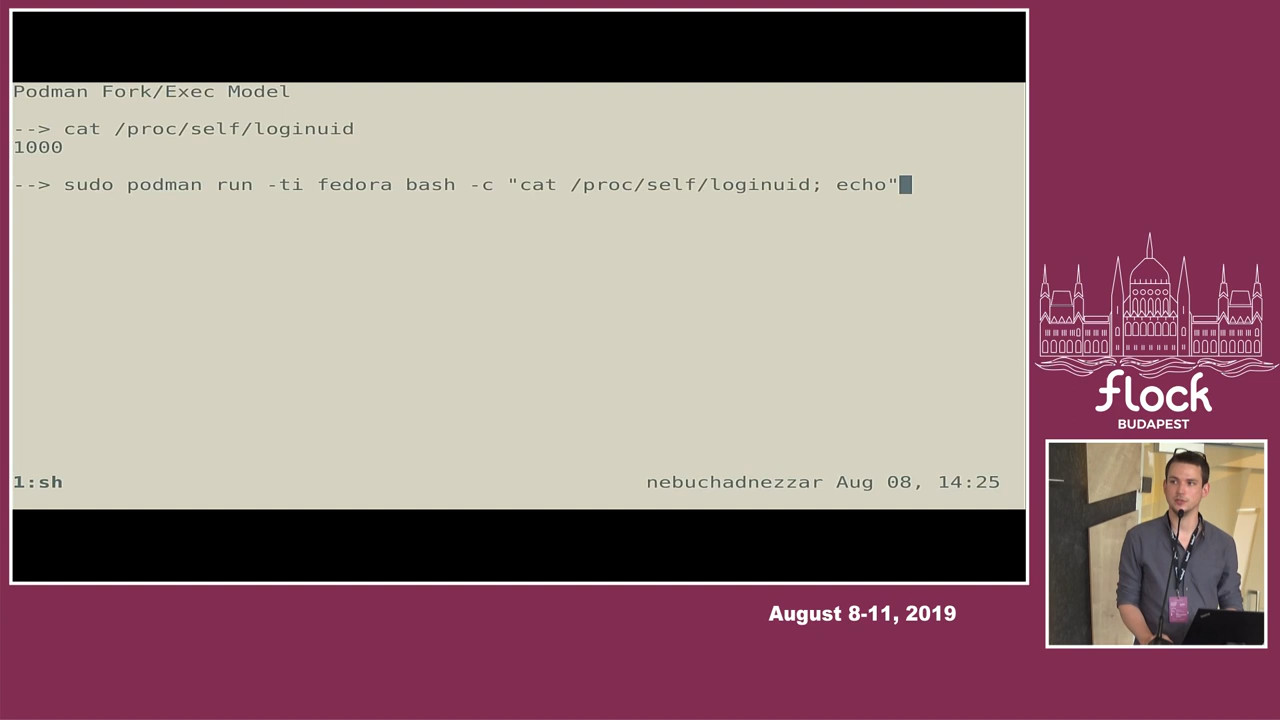 Podman Fork/Exec Model
--> cat /proc/self/loginuid
1000
--> sudo podman run -ti fedora bash -c "cat /proc/self/loginuid; echo"
1:sh
nebuchadnezzar Aug 08, 14:25
flock
BUDAPEST
August 8-11, 2019